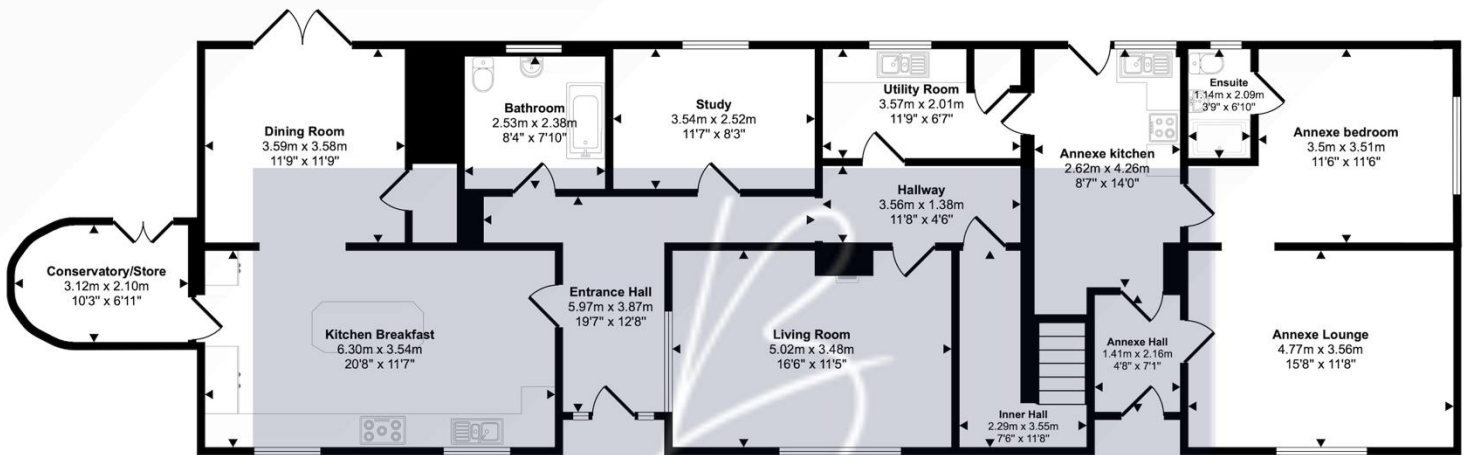 Dining Room
3.59m x 3.58m
11'9" x 11'9"
Bathroom
2.53m x 2.38m
8'4" x 7'10"
Study
3.54m x 2.52m
11'7" x 8'3"
Utility Room
3.57m x 2.01m
11'9" x 6'7"
Annexe kitchen
2.62m x 4.26m
8'7" x 14'0"
Ensuite
1.14m x 2.09m
3'9" x 6'10"
Annexe bedroom
3.5m x 3.51m
11'6" x 11'6"
Hallway
3.56m x 1.38m
11'8" x 4'6"
Conservatory/Store
3.12m x 2.10m
10'3" x 6'11"
Kitchen Breakfast
6.30m x 3.54m
20'8" x 11'7"
Entrance Hall
5.97m x 3.87m
19'7" x 12'8"
Living Room
5.02m x 3.48m
16'6" x 11'5"
Inner Hall
2.29m x 3.55m
7'6" x 11'8"
Annexe Hall
1.41m x 2.16m
4'8" x 7'1"
Annexe Lounge
4.77m x 3.56m
15'8" x 11'8"